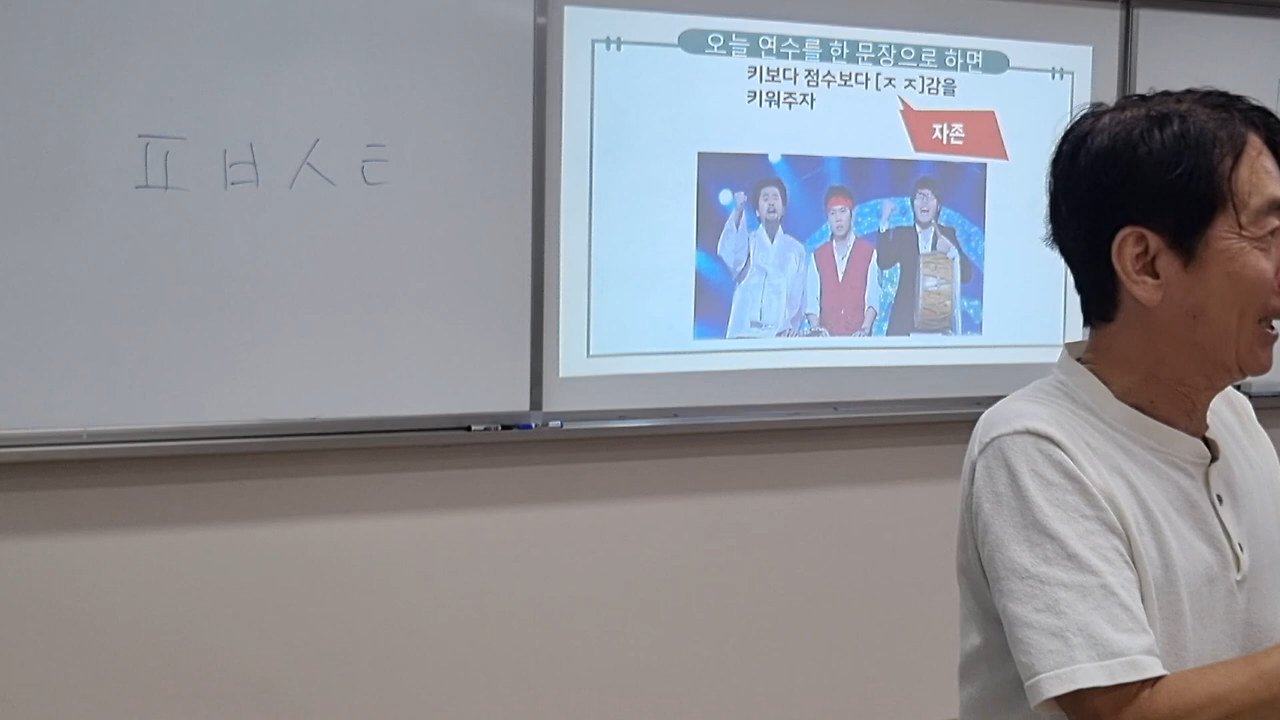 ㅍ ㅂ ㅅ ㅌ
오늘 연수를 한 문장으로 하면
키보다 점수보다 [ㅈ ㅈ]감을
키워주자
자존